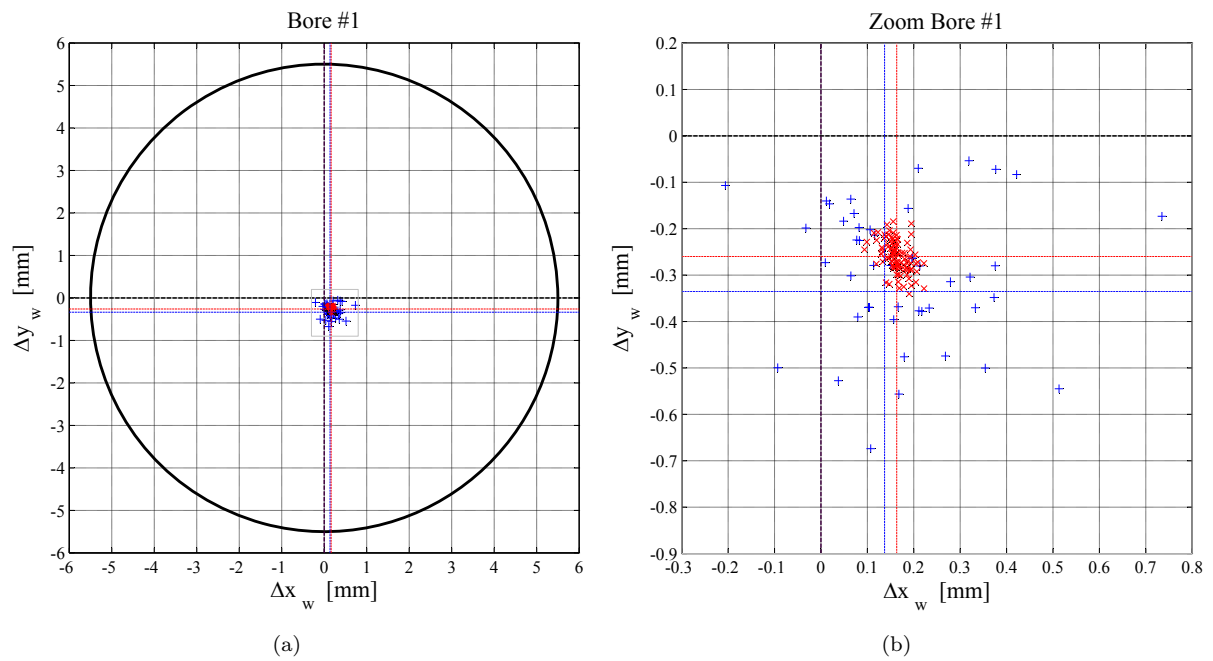 Bore #1
6
5
4
3
2
1
0
-1
-2
-3
-4
-5
-6
Δy w [mm]
-6 -5 -4 -3 -2 -1 0 1 2 3 4 5 6
Δx w [mm]
(a)
Zoom Bore #1
0.2
0.1
0
-0.1
-0.2
-0.3
-0.4
-0.5
-0.6
-0.7
-0.8
-0.9
Δy w [mm]
-0.3 -0.2 -0.1 0 0.1 0.2 0.3 0.4 0.5 0.6 0.7 0.8
Δx w [mm]
(b)